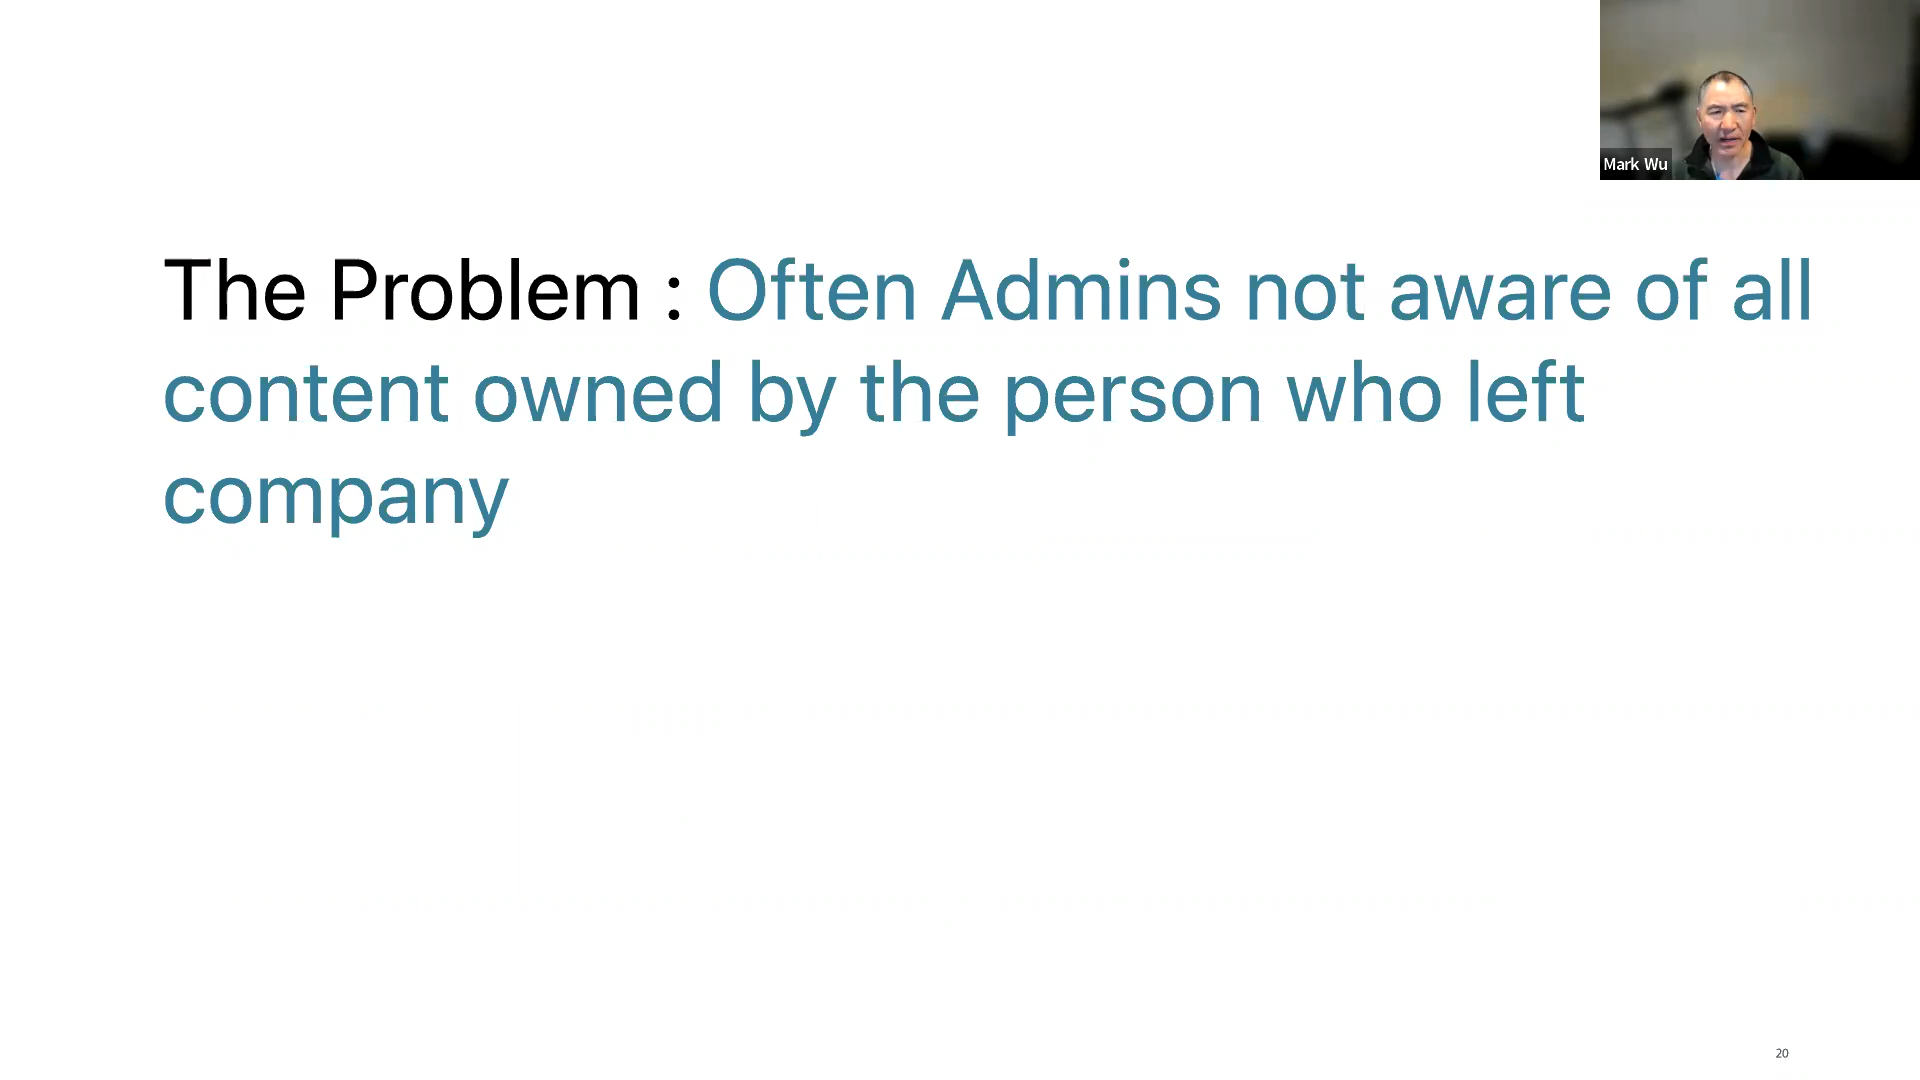 Mark Wu
The Problem : Often Admins not aware of all
content owned by the person who left
company
20